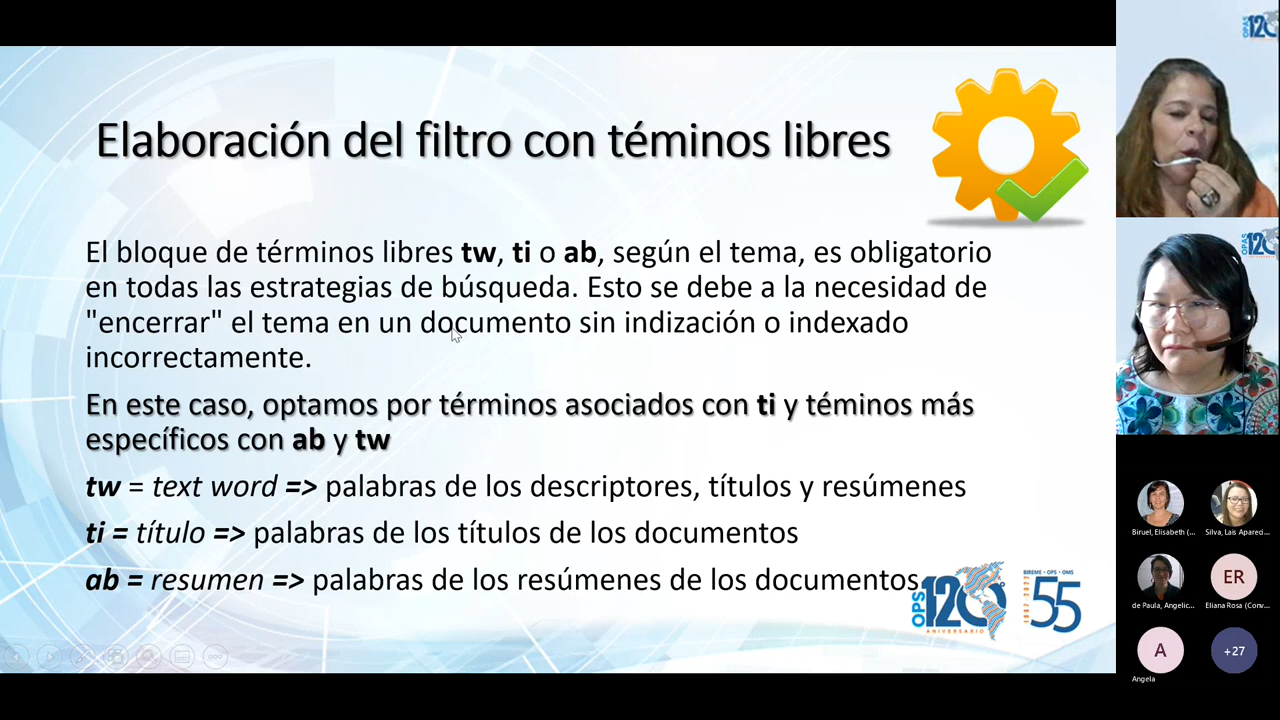 Elaboración del filtro con téminos libres
El bloque de términos libres tw, ti o ab, según el tema, es obligatorio
en todas las estrategias de búsqueda. Esto se debe a la necesidad de
"encerrar" el tema en un documento sin indización o indexado
incorrectamente.
En este caso, optamos por términos asociados con ti y téminos más
específicos con ab y tw
tw = text word => palabras de los descriptores, títulos y resúmenes
ti = título => palabras de los títulos de los documentos
ab = resumen => palabras de los resúmenes de los documentos
OPS 120
ANIVERSARIO
BIREME • OPS • OMS
1967 2022
55
OPAS 120
OPAS 120
Biruel, Elisabeth (...
Silva, Lais Apareci...
de Paula, Angelic...
ER
Eliana Rosa (Conv...
A
Angela
+27